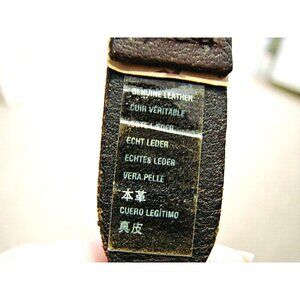 GENUINE LEATHER
CUIR VÉRITABLE
ECHT LEDER
ECHTES LEDER
VERA PELLE
本革
CUERO LEGÍTIMO
真皮